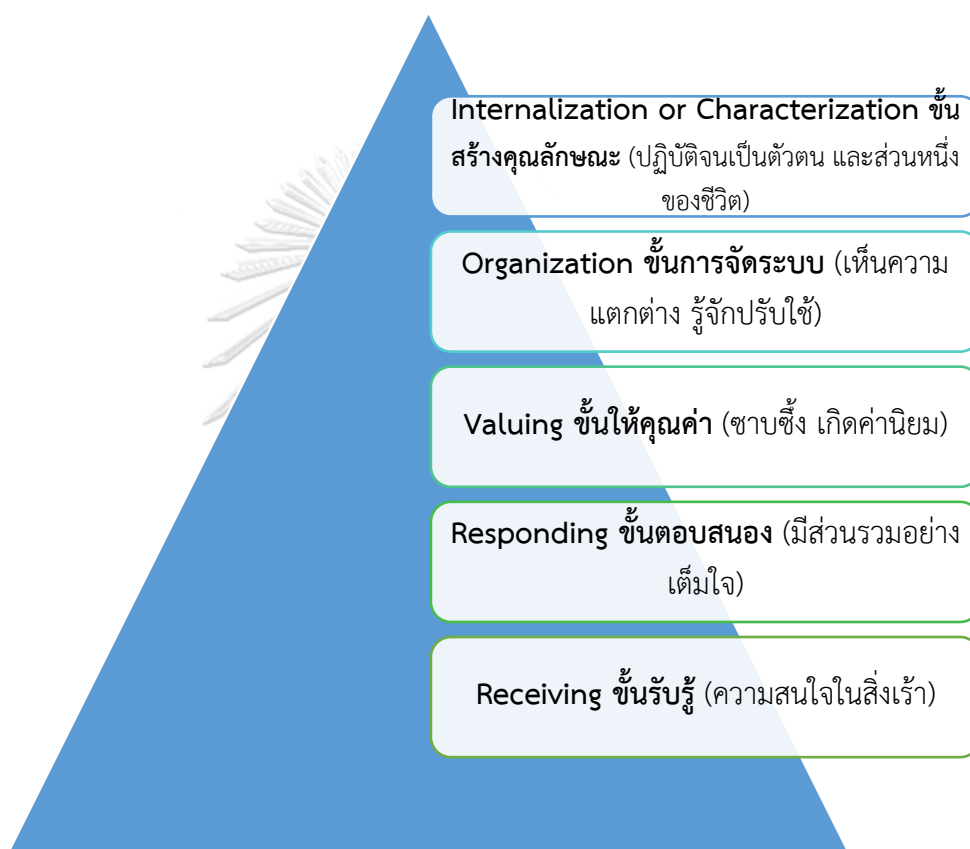 Internalization or Characterization ขั้น
สร้างคุณลักษณะ (ปฏิบัติจนเป็นตัวตน และส่วนหนึ่ง
ของชีวิต)
Organization ขั้นการจัดระบบ (เห็นความ
แตกต่าง รู้จักปรับใช้)
Valuing ขั้นให้คุณค่า (ซาบซึ้ง เกิดค่านิยม)
Responding ขั้นตอบสนอง (มีส่วนรวมอย่าง
เต็มใจ)
Receiving ขั้นรับรู้ (ความสนใจในสิ่งเร้า)